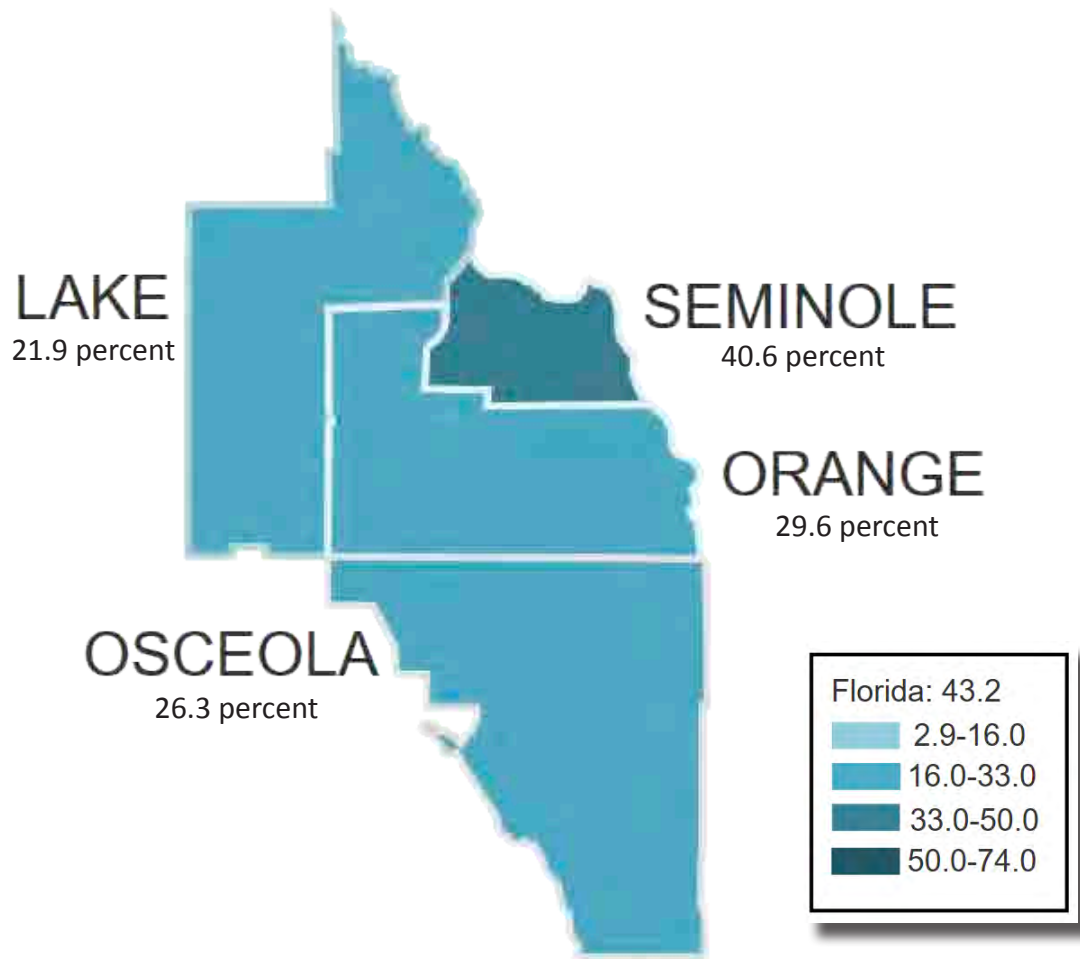 LAKE
21.9 percent
SEMINOLE
40.6 percent
ORANGE
29.6 percent
OSCEOLA
26.3 percent
Florida: 43.2
2.9-16.0
16.0-33.0
33.0-50.0
50.0-74.0